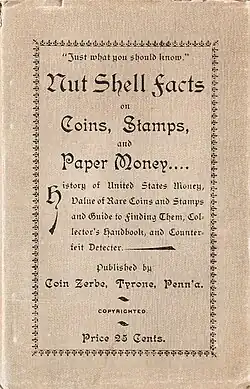 "Just what you should know."
Nut Shell Facts
on
Coins, Stamps,
and
Paper Money....
History of United States Money,
Value of Rare Coins and Stamps
and Guide to Finding Them, Col-
lector's Handbook, and Counter-
feit Detecter.
Published by
Coin Zerbe, Tyrone, Penn'a.
COPYRIGHTED.
Price 25 Cents.